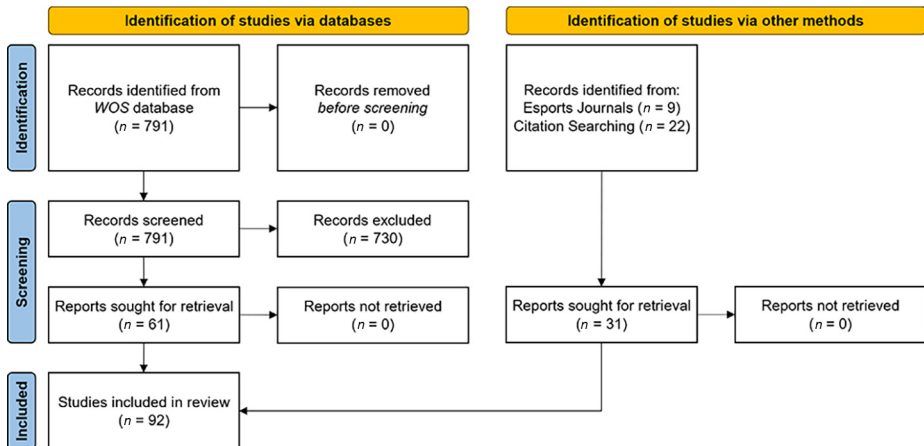 Identification of studies via databases
Identification of studies via other methods
Identification
Records identified from
WOS database
(n = 791)
Records removed
before screening
(n = 0)
Records identified from:
Esports Journals (n = 9)
Citation Searching (n = 22)
Screening
Records screened
(n = 791)
Records excluded
(n = 730)
Reports sought for retrieval
(n = 61)
Reports not retrieved
(n = 0)
Reports sought for retrieval
(n = 31)
Reports not retrieved
(n = 0)
Included
Studies included in review
(n = 92)